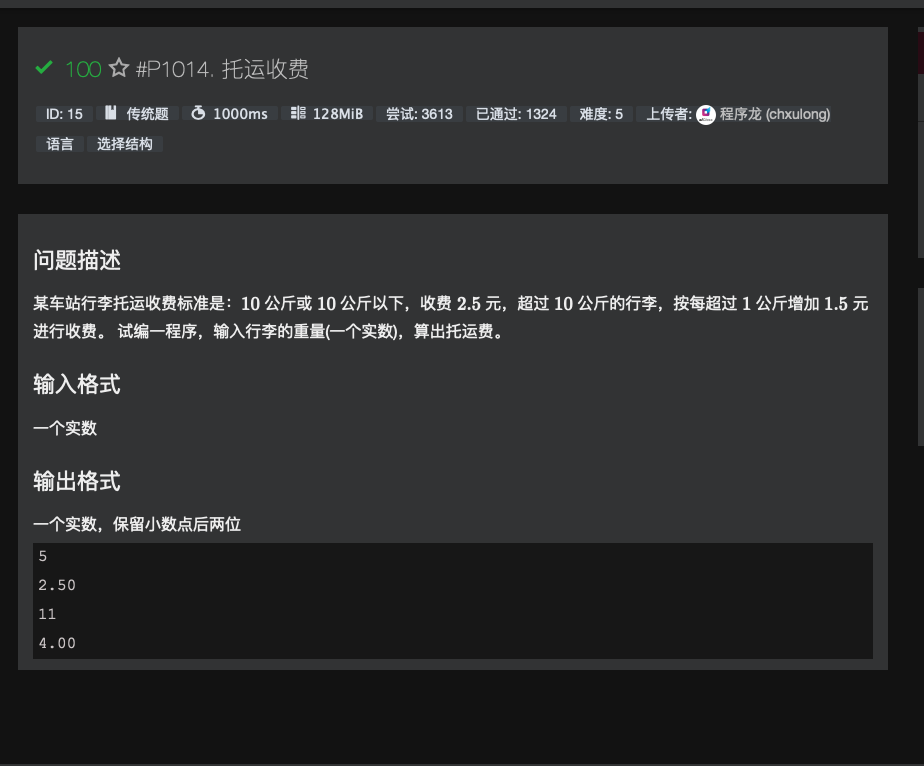 100 #P1014. 托运收费
ID: 15 传统题 1000ms 128MiB 尝试: 3613 已通过: 1324 难度: 5 上传者: 程序龙 (chxulong)
语言 选择结构
问题描述
某车站行李托运收费标准是：10 公斤或 10 公斤以下，收费 2.5 元，超过 10 公斤的行李，按每超过 1 公斤增加 1.5 元
进行收费。 试编一程序，输入行李的重量(一个实数)，算出托运费。
输入格式
一个实数
输出格式
一个实数，保留小数点后两位
5
2.50
11
4.00